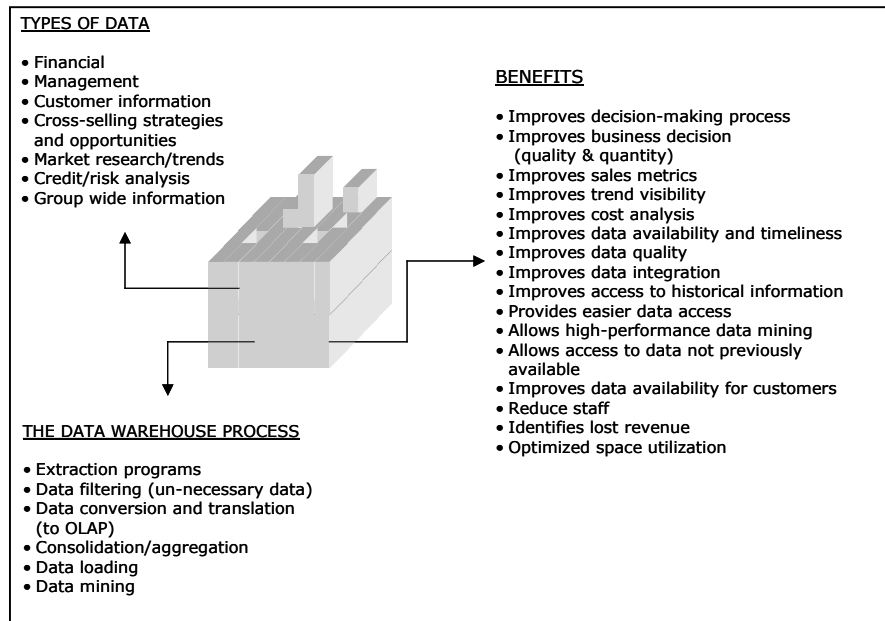 TYPES OF DATA
• Financial
• Management
• Customer information
• Cross-selling strategies
and opportunities
• Market research/trends
• Credit/risk analysis
• Group wide information
BENEFITS
• Improves decision-making process
• Improves business decision
(quality & quantity)
• Improves sales metrics
• Improves trend visibility
• Improves cost analysis
• Improves data availability and timeliness
• Improves data quality
• Improves data integration
• Improves access to historical information
• Provides easier data access
• Allows high-performance data mining
• Allows access to data not previously
available
• Improves data availability for customers
• Reduce staff
• Identifies lost revenue
• Optimized space utilization
THE DATA WAREHOUSE PROCESS
• Extraction programs
• Data filtering (un-necessary data)
• Data conversion and translation
(to OLAP)
• Consolidation/aggregation
• Data loading
• Data mining